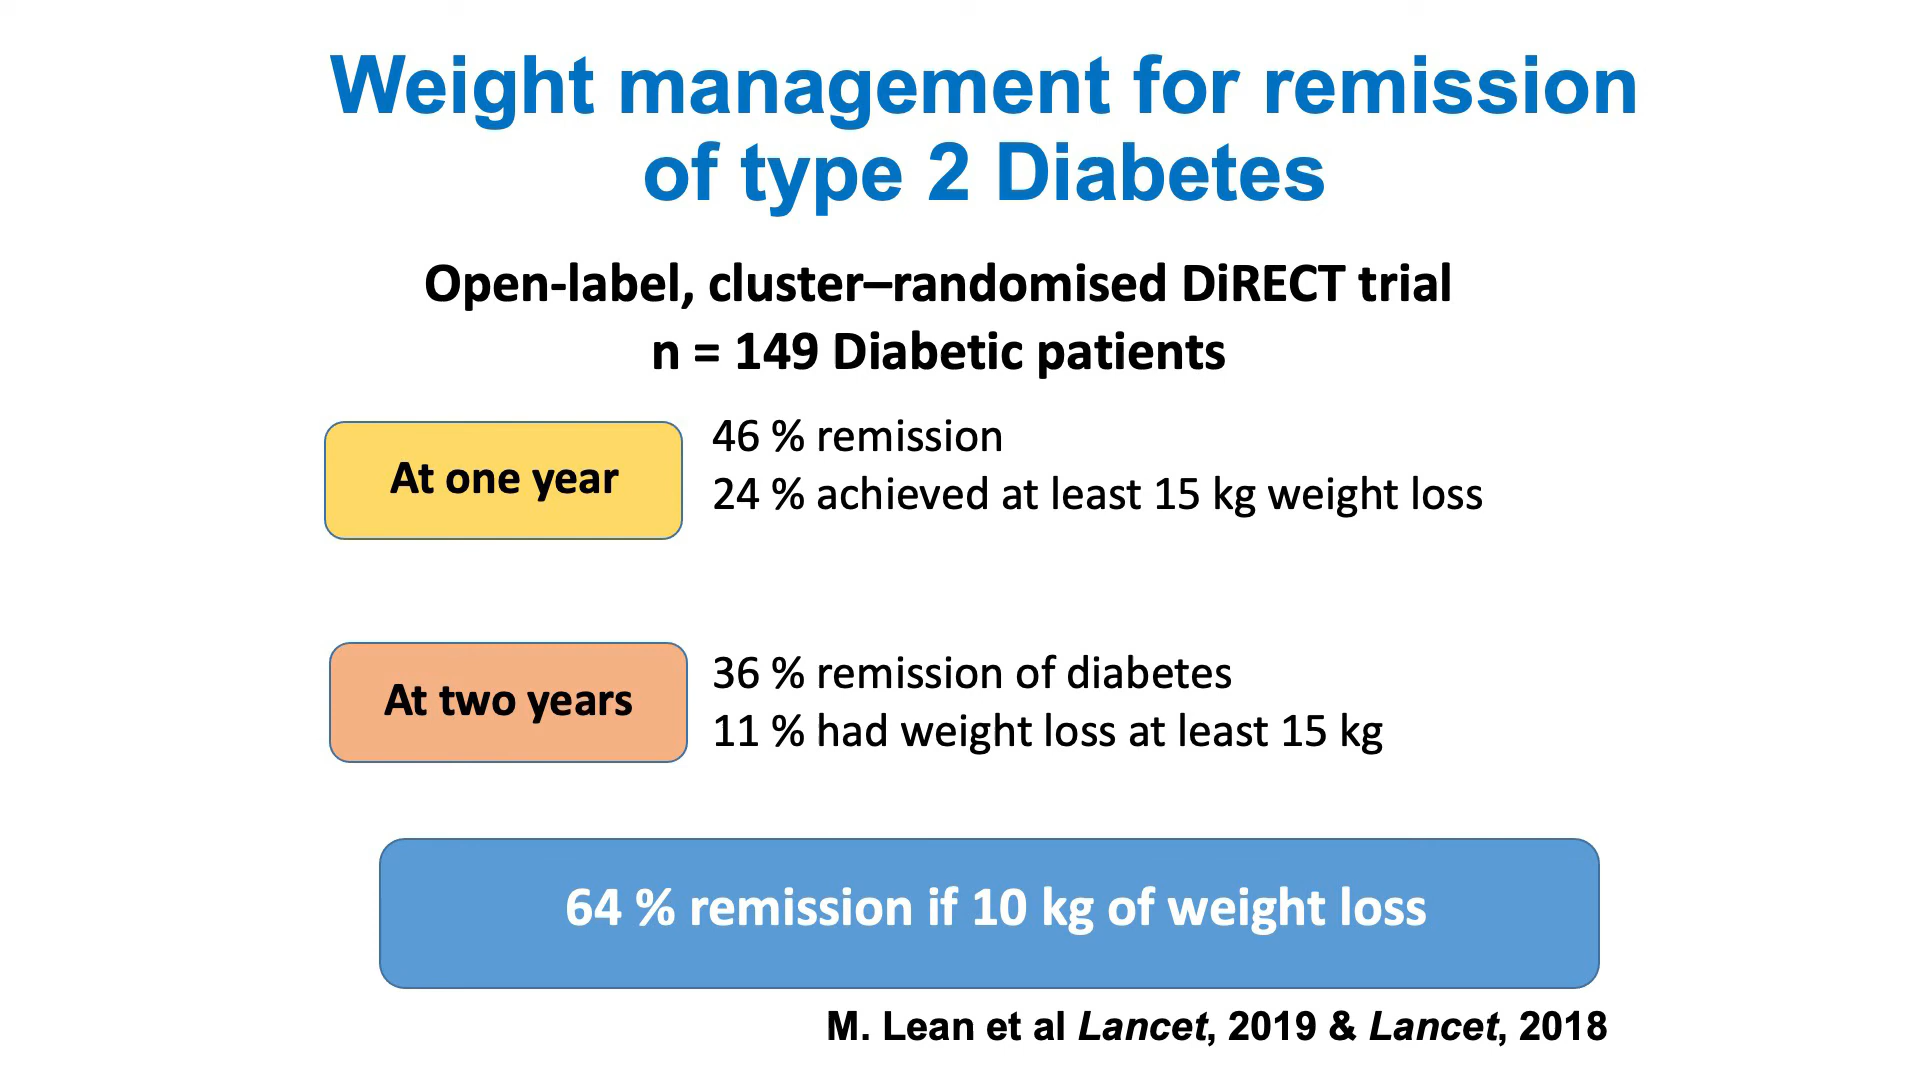 Weight management for remission
of type 2 Diabetes
Open-label, cluster–randomised DiRECT trial
n = 149 Diabetic patients
At one year
46 % remission
24 % achieved at least 15 kg weight loss
At two years
36 % remission of diabetes
11 % had weight loss at least 15 kg
64 % remission if 10 kg of weight loss
M. Lean et al Lancet, 2019 & Lancet, 2018